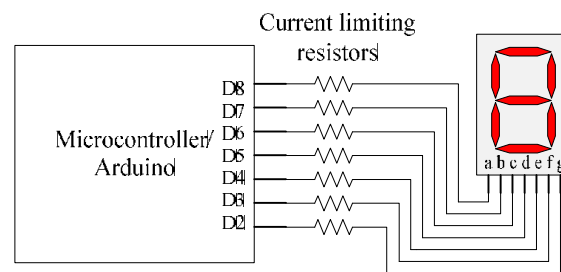 Current limiting
resistors
D8
D7
D6
D5
D4
D3
D2
Microcontroller/
Arduino
a b c d e f g